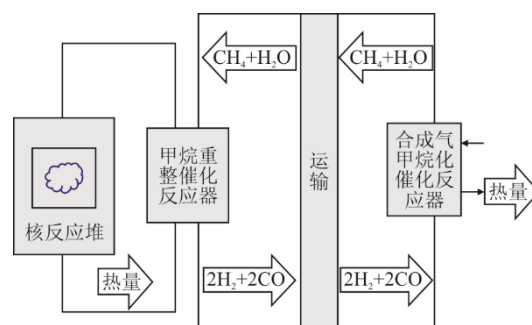 CH₄+H₂O
CH₄+H₂O
甲烷重
整催化
反应器
运
输
合成气
甲烷化
催化反
应器
热量
核反应堆
热量
2H₂+2CO
2H₂+2CO